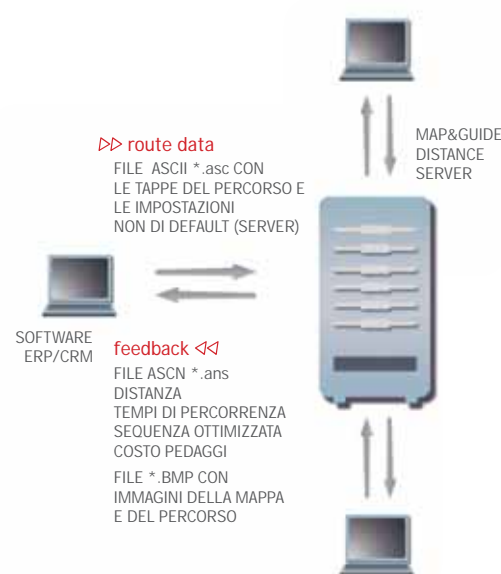 ▷▷ route data
FILE ASCII *.asc CON
LE TAPPE DEL PERCORSO E
LE IMPOSTAZIONI
NON DI DEFAULT (SERVER)
MAP&GUIDE
DISTANCE
SERVER
SOFTWARE
ERP/CRM
feedback ◁◁
FILE ASCN *.ans
DISTANZA
TEMPI DI PERCORRENZA
SEQUENZA OTTIMIZZATA
COSTO PEDAGGI
FILE *.BMP CON
IMMAGINI DELLA MAPPA
E DEL PERCORSO